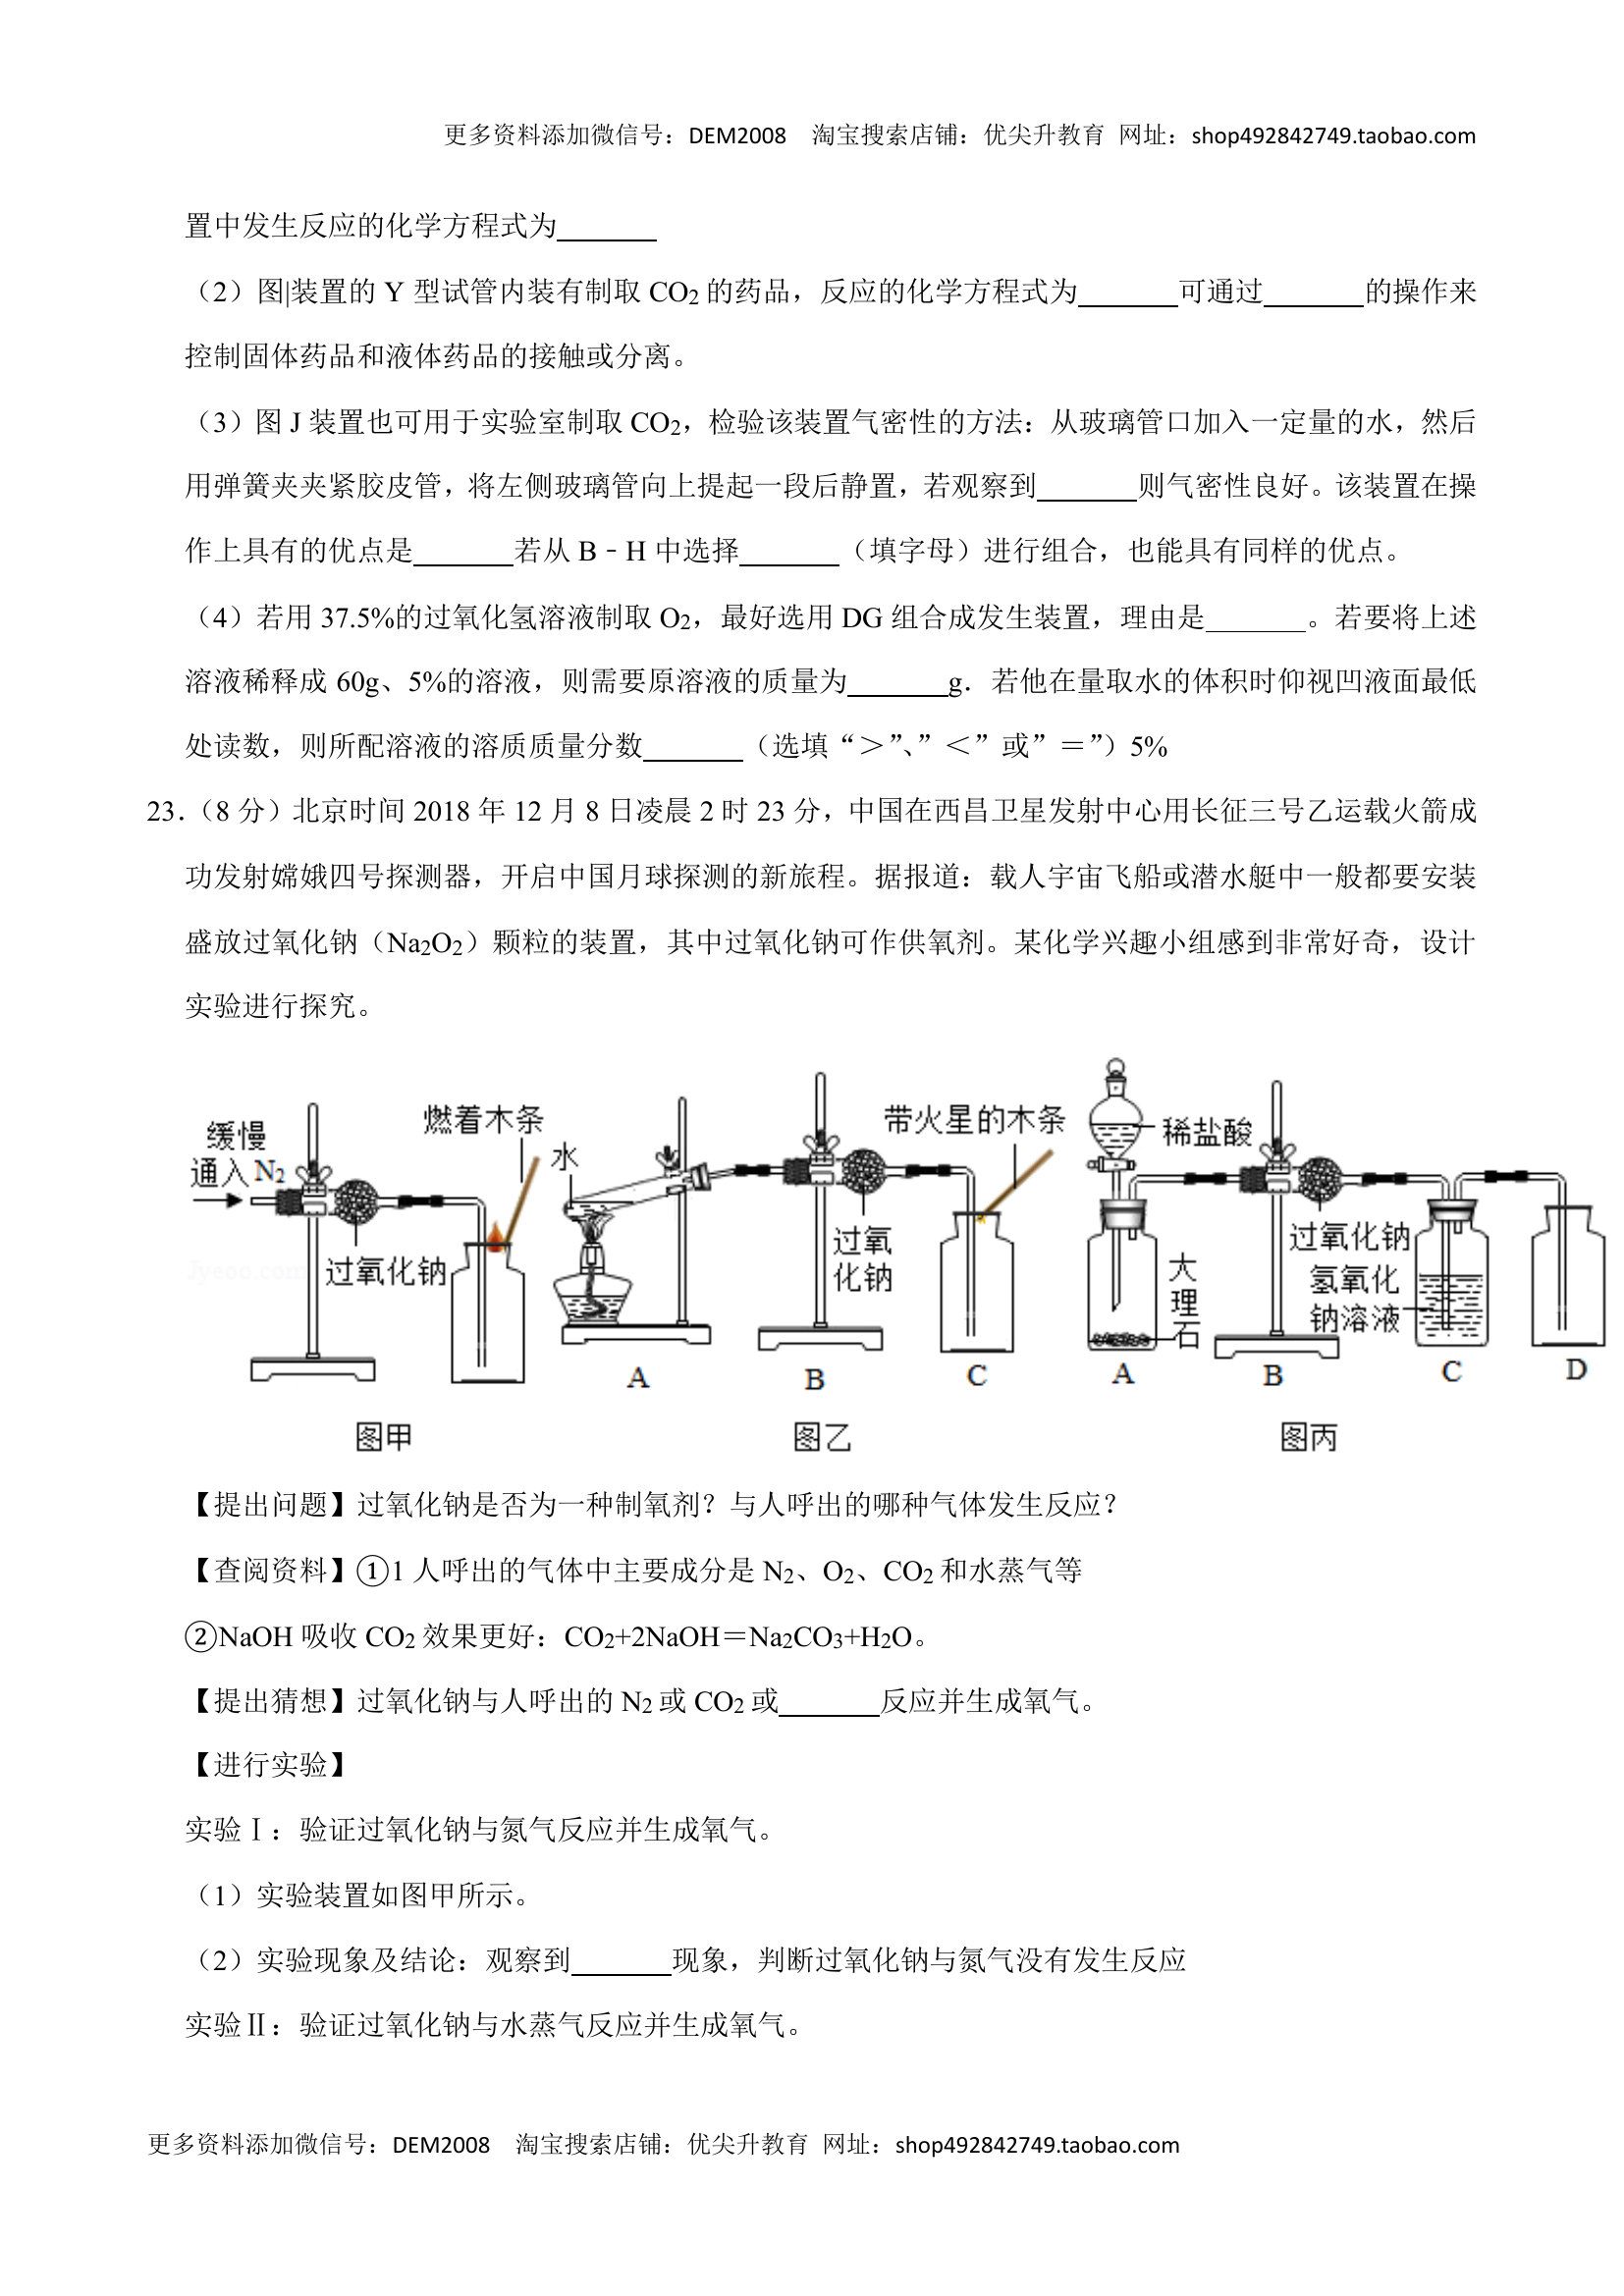 更多资料添加微信号：DEM2008 淘宝搜索店铺：优尖升教育 网址：shop492842749.taobao.com
置中发生反应的化学方程式为_______
（2）图|装置的 Y 型试管内装有制取 CO2 的药品，反应的化学方程式为_______可通过_______的操作来
控制固体药品和液体药品的接触或分离。
（3）图 J 装置也可用于实验室制取 CO2，检验该装置气密性的方法：从玻璃管口加入一定量的水，然后
用弹簧夹夹紧胶皮管，将左侧玻璃管向上提起一段后静置，若观察到_______则气密性良好。该装置在操
作上具有的优点是_______若从 B﹣H 中选择_______（填字母）进行组合，也能具有同样的优点。
（4）若用 37.5%的过氧化氢溶液制取 O2，最好选用 DG 组合成发生装置，理由是_______。若要将上述
溶液稀释成 60g、5%的溶液，则需要原溶液的质量为_______g．若他在量取水的体积时仰视凹液面最低
处读数，则所配溶液的溶质质量分数_______（选填“＞”、”＜”或”＝”）5%
23．（8 分）北京时间 2018 年 12 月 8 日凌晨 2 时 23 分，中国在西昌卫星发射中心用长征三号乙运载火箭成
功发射嫦娥四号探测器，开启中国月球探测的新旅程。据报道：载人宇宙飞船或潜水艇中一般都要安装
盛放过氧化钠（Na2O2）颗粒的装置，其中过氧化钠可作供氧剂。某化学兴趣小组感到非常好奇，设计
实验进行探究。
缓慢
通入 N2
燃着木条
过氧化钠
图甲
水
带火星的木条
过氧
化钠
A B C
图乙
稀盐酸
大
理
石
过氧化钠
氢氧化
钠溶液
A B C D
图丙
【提出问题】过氧化钠是否为一种制氧剂？与人呼出的哪种气体发生反应？
【查阅资料】①1 人呼出的气体中主要成分是 N2、O2、CO2 和水蒸气等
②NaOH 吸收 CO2 效果更好：CO2+2NaOH＝Na2CO3+H2O。
【提出猜想】过氧化钠与人呼出的 N2 或 CO2 或_______反应并生成氧气。
【进行实验】
实验Ⅰ：验证过氧化钠与氮气反应并生成氧气。
（1）实验装置如图甲所示。
（2）实验现象及结论：观察到_______现象，判断过氧化钠与氮气没有发生反应
实验Ⅱ：验证过氧化钠与水蒸气反应并生成氧气。
更多资料添加微信号：DEM2008 淘宝搜索店铺：优尖升教育 网址：shop492842749.taobao.com